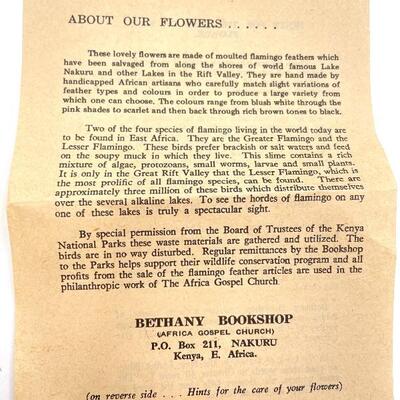 ABOUT OUR FLOWERS . . . . . .
These lovely flowers are made of moulted flamingo feathers which
have been salvaged from along the shores of world famous Lake
Nakuru and other Lakes in the Rift Valley. They are hand made by
handicapped African artisans who carefully match slight variations of
feather types and colours in order to produce a large variety from
which one can choose. The colours range from blush white through the
pink shades to scarlet and then back through rich brown tones to black.
Two of the four species of flamingo living in the world today are
to be found in East Africa. They are the Greater Flamingo and the
Lesser Flamingo. These birds prefer brackish or salt waters and feed
on the soupy muck in which they live. This slime contains a rich
mixture of algae, protozoans, small worms, larvae and small plants.
It is only in the Great Rift Valley that the Lesser Flamingo, which is
the most prolific of all flamingo species, can be found. There are
approximately three million of these birds which distribute themselves
over the several alkaline lakes. To see the hordes of flamingo on any
one of these lakes is truly a spectacular sight.
By special permission from the Board of Trustees of the Kenya
National Parks these waste materials are gathered and utilized. The
birds are in no way disturbed. Regular remittances by the Bookshop
to the Parks helps support their wildlife conservation program and all
profits from the sale of the flamingo feather articles are used in the
philanthropic work of The Africa Gospel Church.
BETHANY BOOKSHOP
(AFRICA GOSPEL CHURCH)
P.O. Box 211, NAKURU
Kenya, E. Africa.
(on reverse side . . . Hints for the care of your flowers)